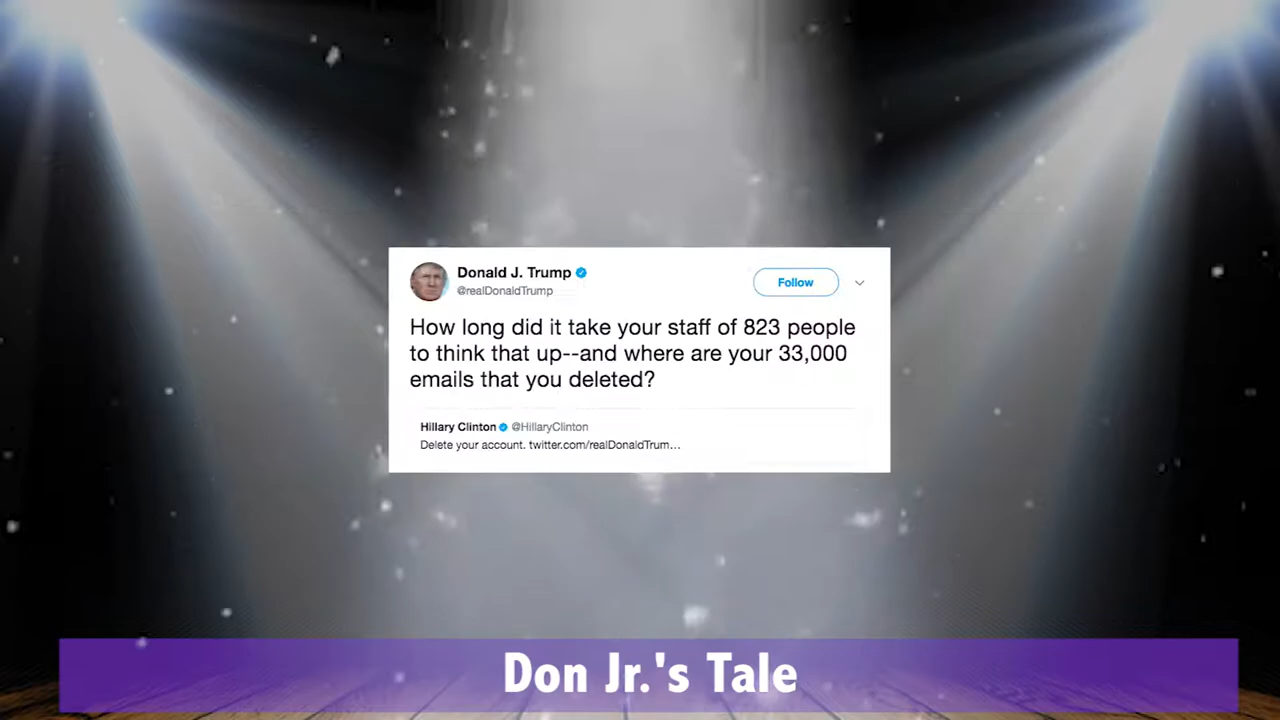 Donald J. Trump
@realDonaldTrump
Follow
How long did it take your staff of 823 people
to think that up--and where are your 33,000
emails that you deleted?
Hillary Clinton @HillaryClinton
Delete your account. twitter.com/realDonaldTrum...
Don Jr.'s Tale